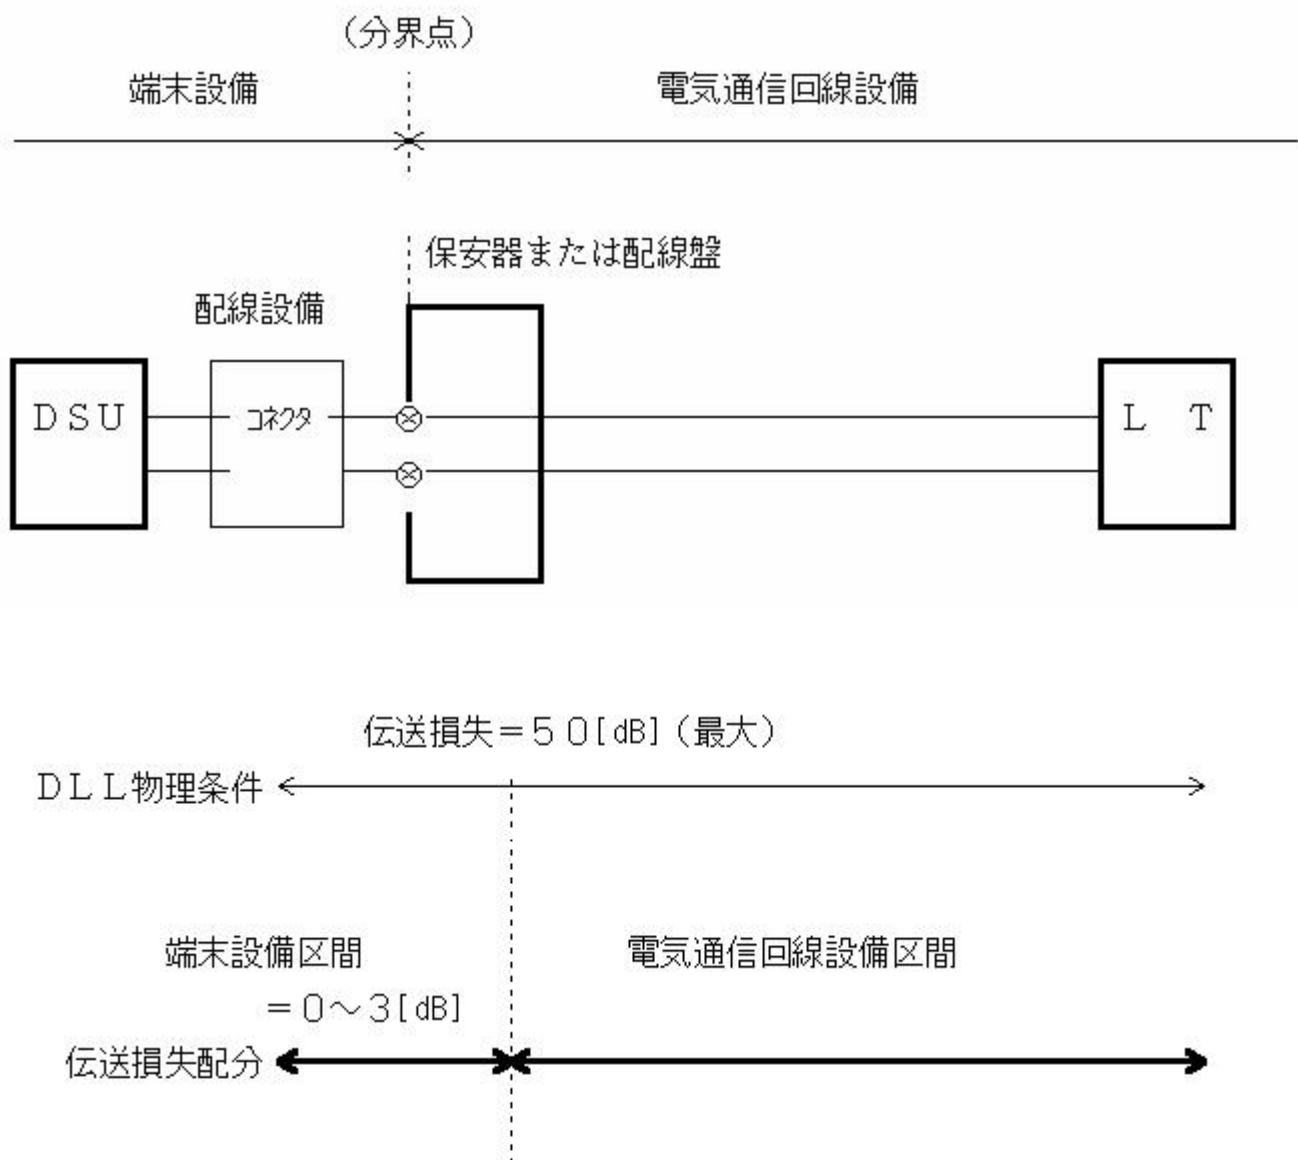 （分界点）
端末設備
電気通信回線設備
保安器または配線盤
配線設備
ＤＳＵ
コネクタ
Ｌ　Ｔ
伝送損失＝５０[dB]（最大）
ＤＬＬ物理条件
端末設備区間
電気通信回線設備区間
＝０～３[dB]
伝送損失配分